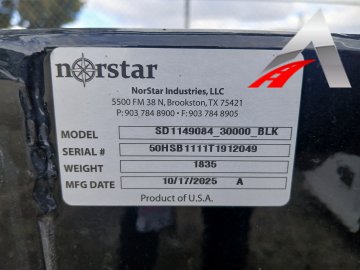 norstar
NorStar Industries, LLC
5500 FM 38 N, Brookston, TX 75421
P: 903 784 8900 • F: 903 784 8905
MODEL SD1149084_30000_BLK
SERIAL # 50HSB1111T1912049
WEIGHT 1835
MFG DATE 10/17/2025 A
Product of U.S.A.